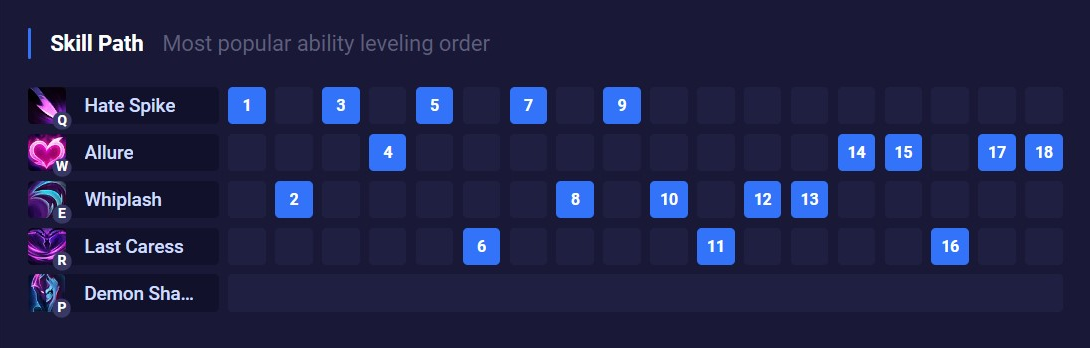 Skill Path Most popular ability leveling order
Q Hate Spike 1 3 5 7 9
W Allure 4 14 15 17 18
E Whiplash 2 8 10 12 13
R Last Caress 6 11 16
P Demon Sha...